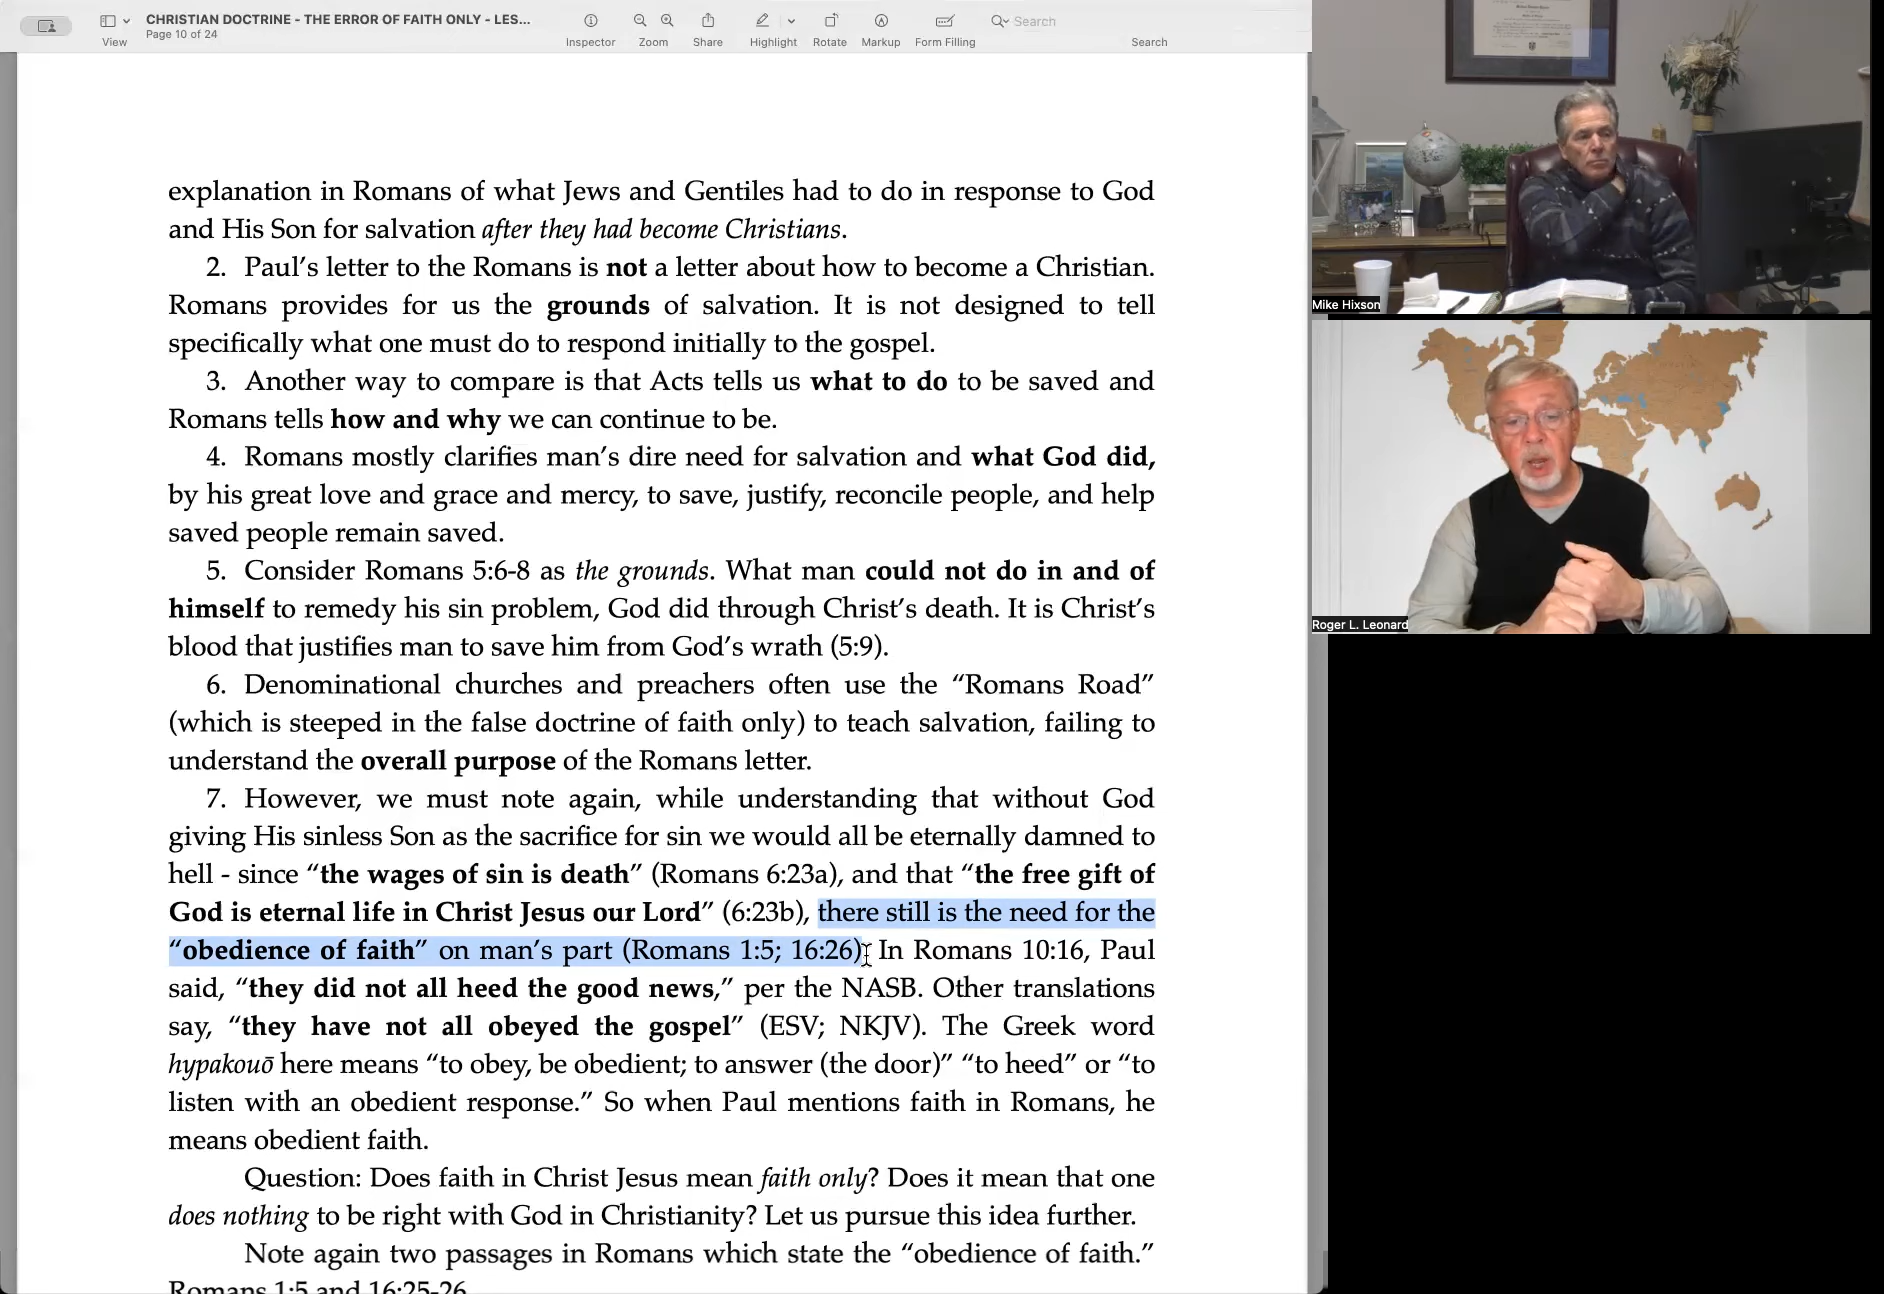 CHRISTIAN DOCTRINE - THE ERROR OF FAITH ONLY - LES...
Page 10 of 24
View
Inspector
Zoom
Share
Highlight
Rotate
Markup
Form Filling
Search
Search
explanation in Romans of what Jews and Gentiles had to do in response to God
and His Son for salvation after they had become Christians.
2. Paul’s letter to the Romans is not a letter about how to become a Christian.
Romans provides for us the grounds of salvation. It is not designed to tell
specifically what one must do to respond initially to the gospel.
3. Another way to compare is that Acts tells us what to do to be saved and
Romans tells how and why we can continue to be.
4. Romans mostly clarifies man’s dire need for salvation and what God did,
by his great love and grace and mercy, to save, justify, reconcile people, and help
saved people remain saved.
5. Consider Romans 5:6-8 as the grounds. What man could not do in and of
himself to remedy his sin problem, God did through Christ’s death. It is Christ’s
blood that justifies man to save him from God’s wrath (5:9).
6. Denominational churches and preachers often use the “Romans Road”
(which is steeped in the false doctrine of faith only) to teach salvation, failing to
understand the overall purpose of the Romans letter.
7. However, we must note again, while understanding that without God
giving His sinless Son as the sacrifice for sin we would all be eternally damned to
hell - since “the wages of sin is death” (Romans 6:23a), and that “the free gift of
God is eternal life in Christ Jesus our Lord” (6:23b), there still is the need for the
“obedience of faith” on man’s part (Romans 1:5; 16:26). In Romans 10:16, Paul
said, “they did not all heed the good news,” per the NASB. Other translations
say, “they have not all obeyed the gospel” (ESV; NKJV). The Greek word
hypakouō here means “to obey, be obedient; to answer (the door)” “to heed” or “to
listen with an obedient response.” So when Paul mentions faith in Romans, he
means obedient faith.
Question: Does faith in Christ Jesus mean faith only? Does it mean that one
does nothing to be right with God in Christianity? Let us pursue this idea further.
Note again two passages in Romans which state the “obedience of faith.”
Romans 1:5 and 16:25-26.
Mike Hixson
Roger L. Leonard